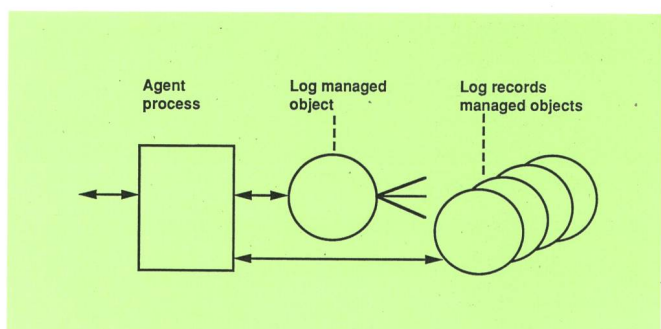 Agent
process
Log managed
object
Log records
managed objects